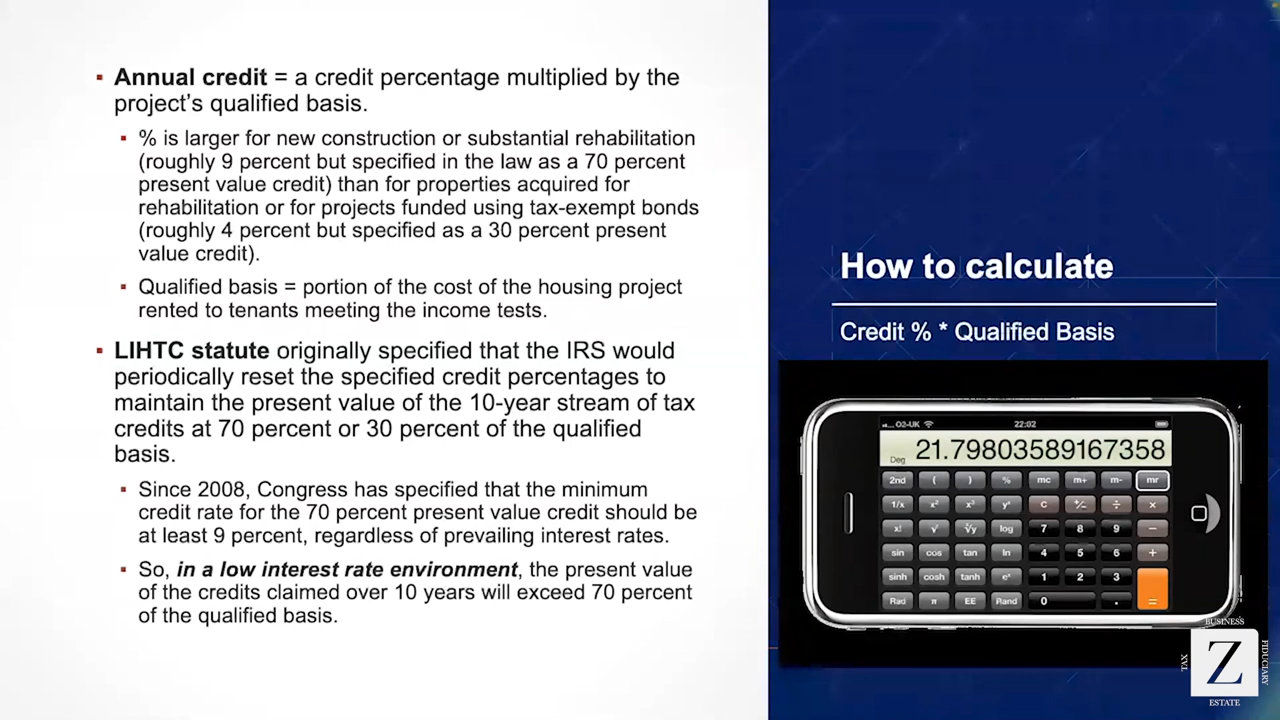 Annual credit = a credit percentage multiplied by the
project's qualified basis.
% is larger for new construction or substantial rehabilitation
(roughly 9 percent but specified in the law as a 70 percent
present value credit) than for properties acquired for
rehabilitation or for projects funded using tax-exempt bonds
(roughly 4 percent but specified as a 30 percent present
value credit).
Qualified basis = portion of the cost of the housing project
rented to tenants meeting the income tests.
LIHTC statute originally specified that the IRS would
periodically reset the specified credit percentages to
maintain the present value of the 10-year stream of tax
credits at 70 percent or 30 percent of the qualified
basis.
Since 2008, Congress has specified that the minimum
credit rate for the 70 percent present value credit should be
at least 9 percent, regardless of prevailing interest rates.
So, in a low interest rate environment, the present value
of the credits claimed over 10 years will exceed 70 percent
of the qualified basis.
How to calculate
Credit % * Qualified Basis
O2-UK 22:02
Deg 21.79803589167358
2nd ( ) % mc m+ m- mr
1/x x² x³ yˣ C +/- ÷ ×
x! √ log 7 8 9 −
sin cos tan ln 4 5 6 +
sinh cosh tanh eˣ 1 2 3
Rad π EE Rand 0 . =
BUSINESS
TAX
Z
FIDUCIARY
ESTATE